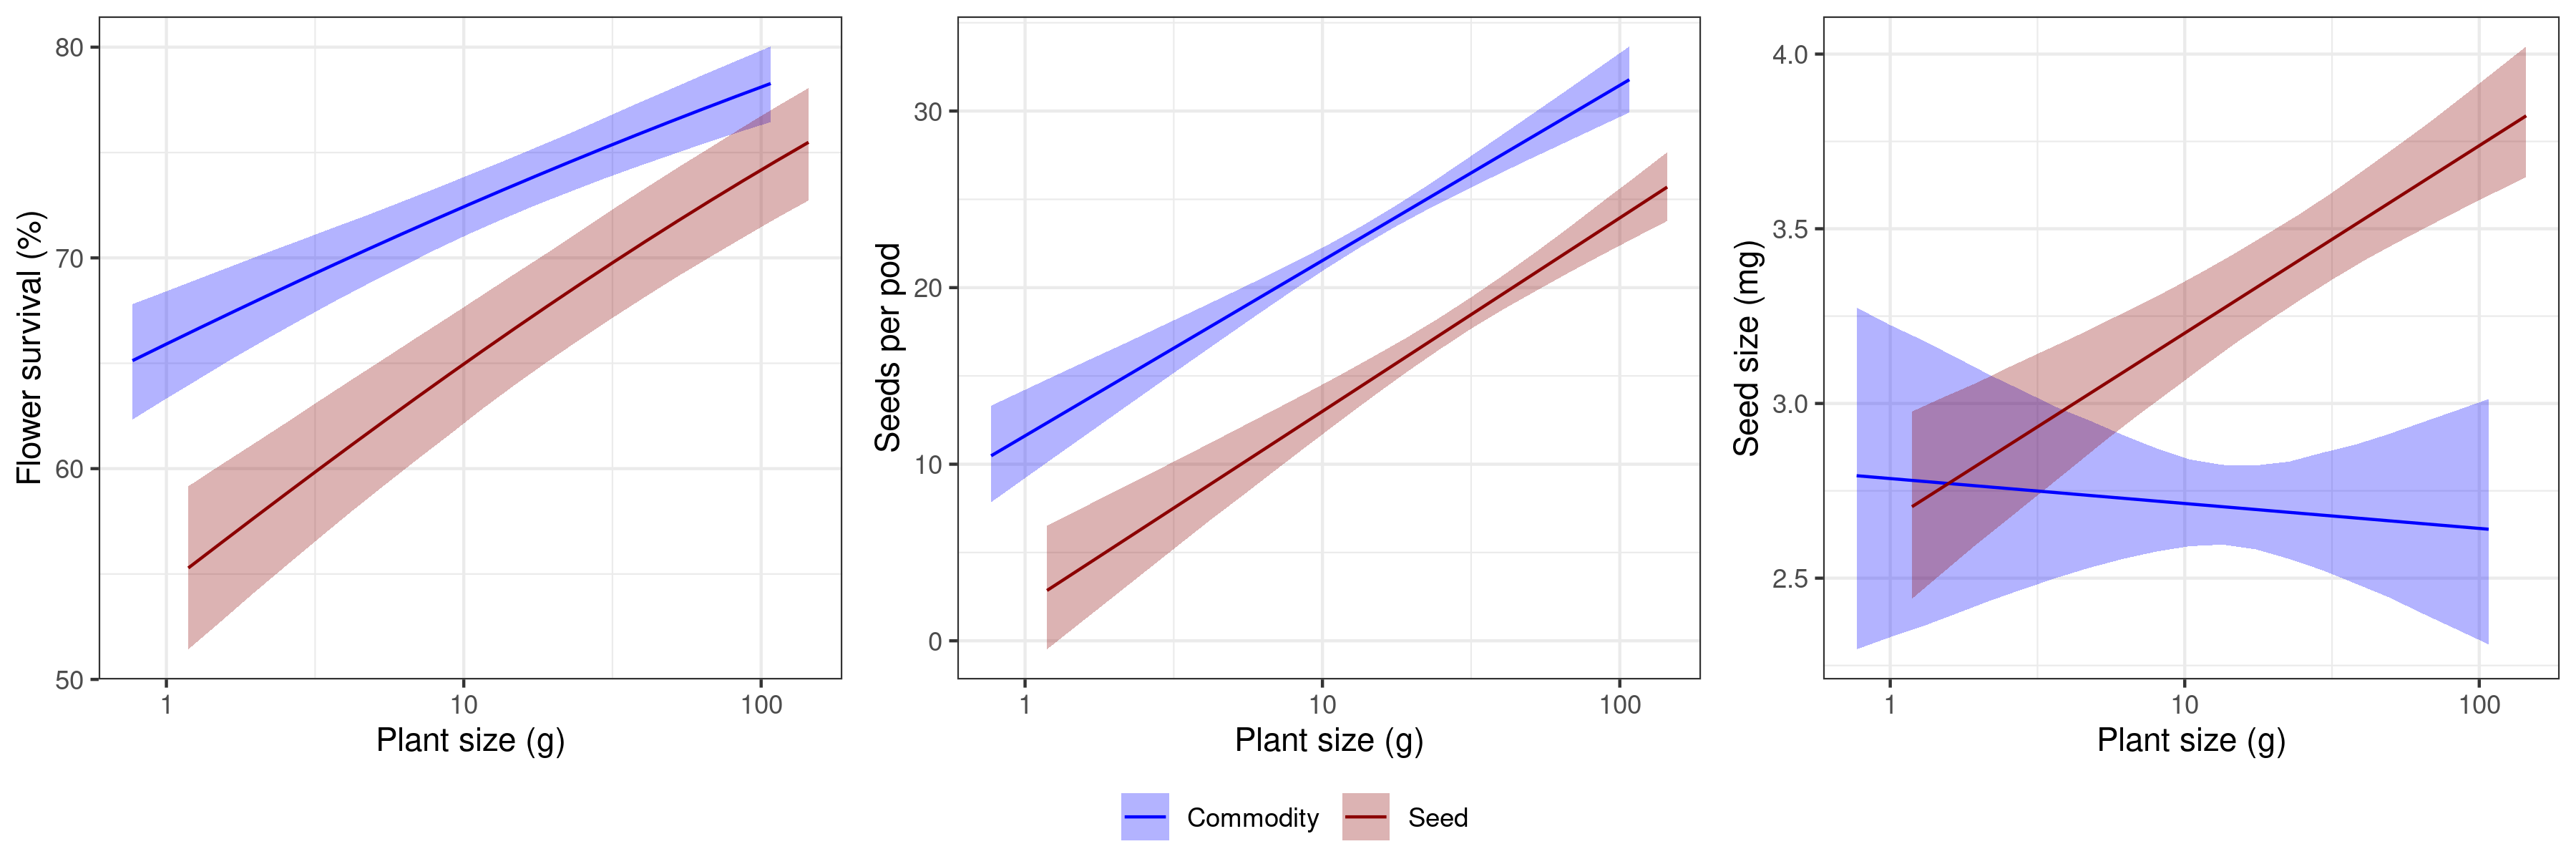 Flower survival (%)
80
70
60
50
1 10 100
Plant size (g)
Seeds per pod
30
20
10
0
1 10 100
Plant size (g)
Seed size (mg)
4.0
3.5
3.0
2.5
1 10 100
Plant size (g)
Commodity Seed